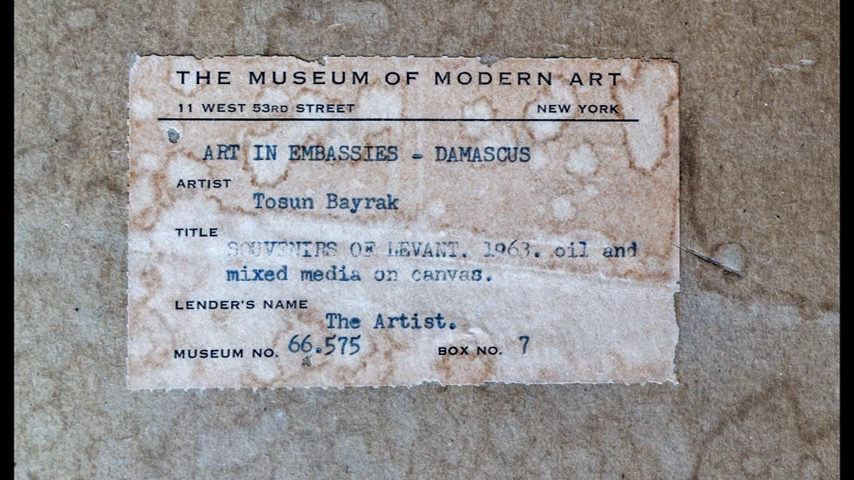 THE MUSEUM OF MODERN ART
11 WEST 53RD STREET NEW YORK
ART IN EMBASSIES - DAMASCUS
ARTIST
Tosun Bayrak
TITLE
SOUVENIRS OF LEVANT. 1963. oil and
mixed media on canvas.
LENDER'S NAME
The Artist.
MUSEUM NO. 66.575 BOX NO. 7